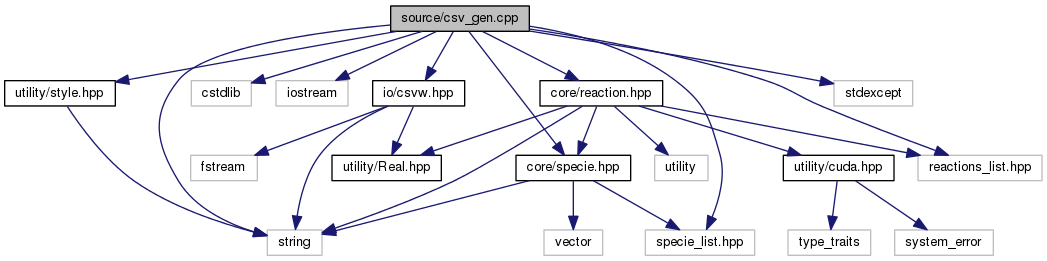 source/csv_gen.cpp
utility/style.hpp
cstdlib
iostream
io/csvw.hpp
core/reaction.hpp
stdexcept
fstream
utility/Real.hpp
core/specie.hpp
utility
utility/cuda.hpp
reactions_list.hpp
string
vector
specie_list.hpp
type_traits
system_error